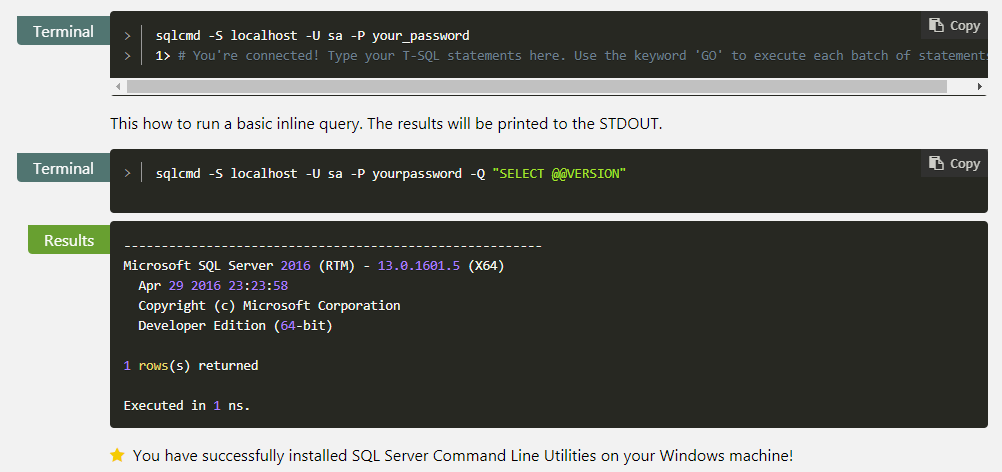 Terminal
Copy
> sqlcmd -S localhost -U sa -P your_password
> 1> # You're connected! Type your T-SQL statements here. Use the keyword 'GO' to execute each batch of statements
This how to run a basic inline query. The results will be printed to the STDOUT.
Terminal
Copy
> sqlcmd -S localhost -U sa -P yourpassword -Q "SELECT @@VERSION"
Results
--------------------------------------------------------
Microsoft SQL Server 2016 (RTM) - 13.0.1601.5 (X64)
Apr 29 2016 23:23:58
Copyright (c) Microsoft Corporation
Developer Edition (64-bit)
1 rows(s) returned
Executed in 1 ns.
You have successfully installed SQL Server Command Line Utilities on your Windows machine!